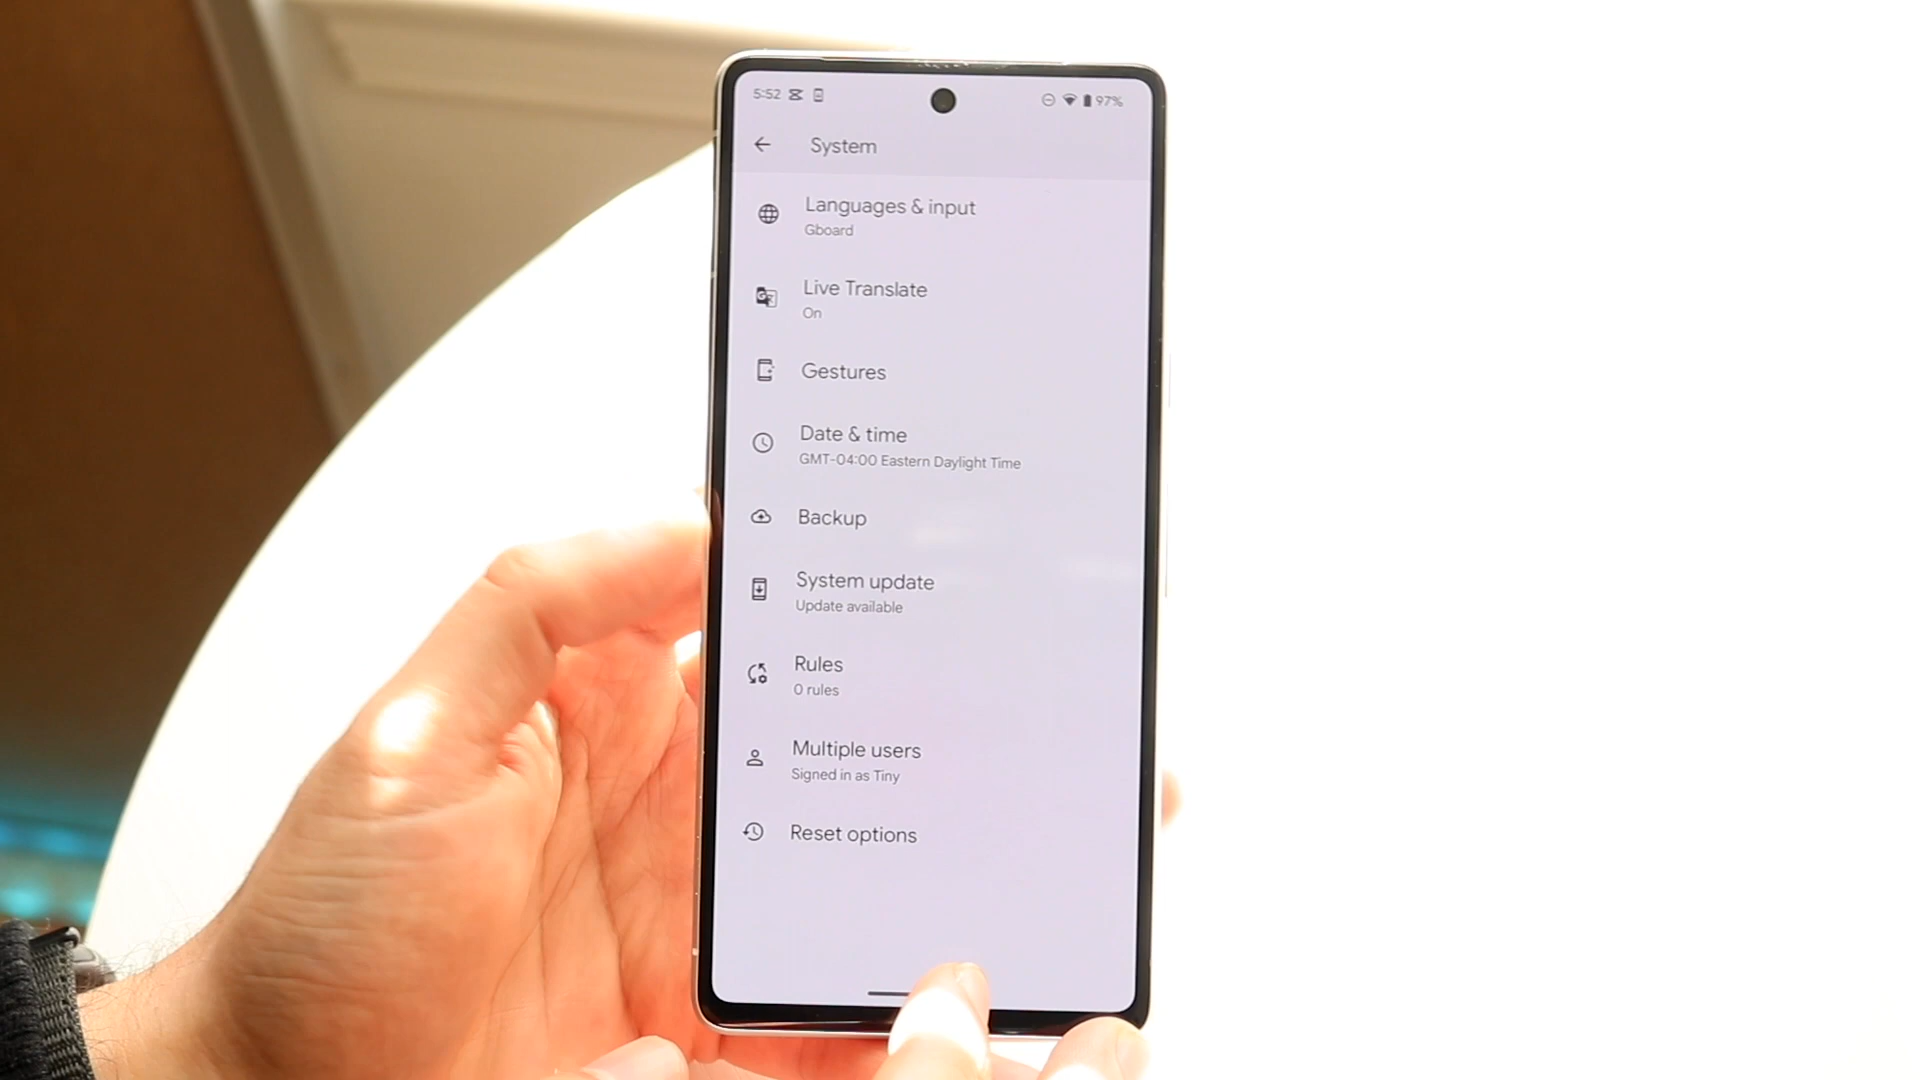 5:52
97%
System
Languages & input
Gboard
Live Translate
On
Gestures
Date & time
GMT-04:00 Eastern Daylight Time
Backup
System update
Update available
Rules
0 rules
Multiple users
Signed in as Tiny
Reset options